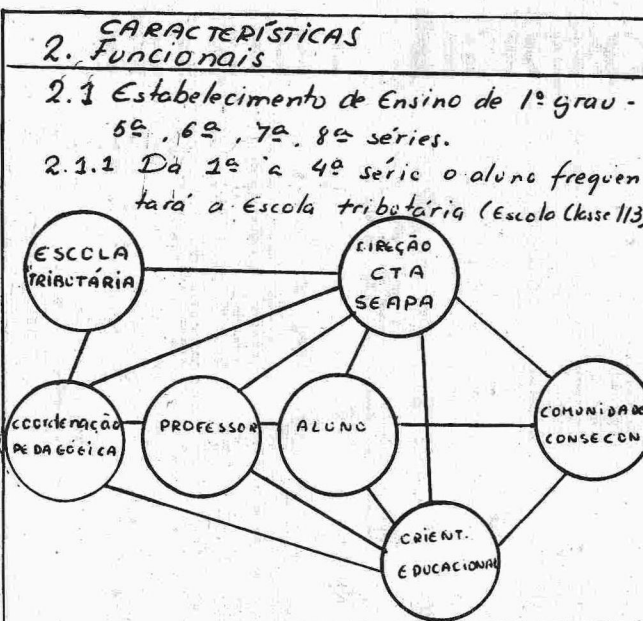 CARACTERÍSTICAS
2. Funcionais
2.1 Estabelecimento de Ensino de 1º grau -
5ª, 6ª, 7ª, 8ª séries.
2.1.1 Da 1ª a 4ª série o aluno frequen
tará a Escola tributária (Escola Classe 113)
ESCOLA
TRIBUTÁRIA
DIREÇÃO
CTA
SEAPA
COORDENAÇÃO
PEDAGÓGICA
PROFESSOR
ALUNO
COMUNIDADE
CONSECON
ORIENT.
EDUCACIONAL